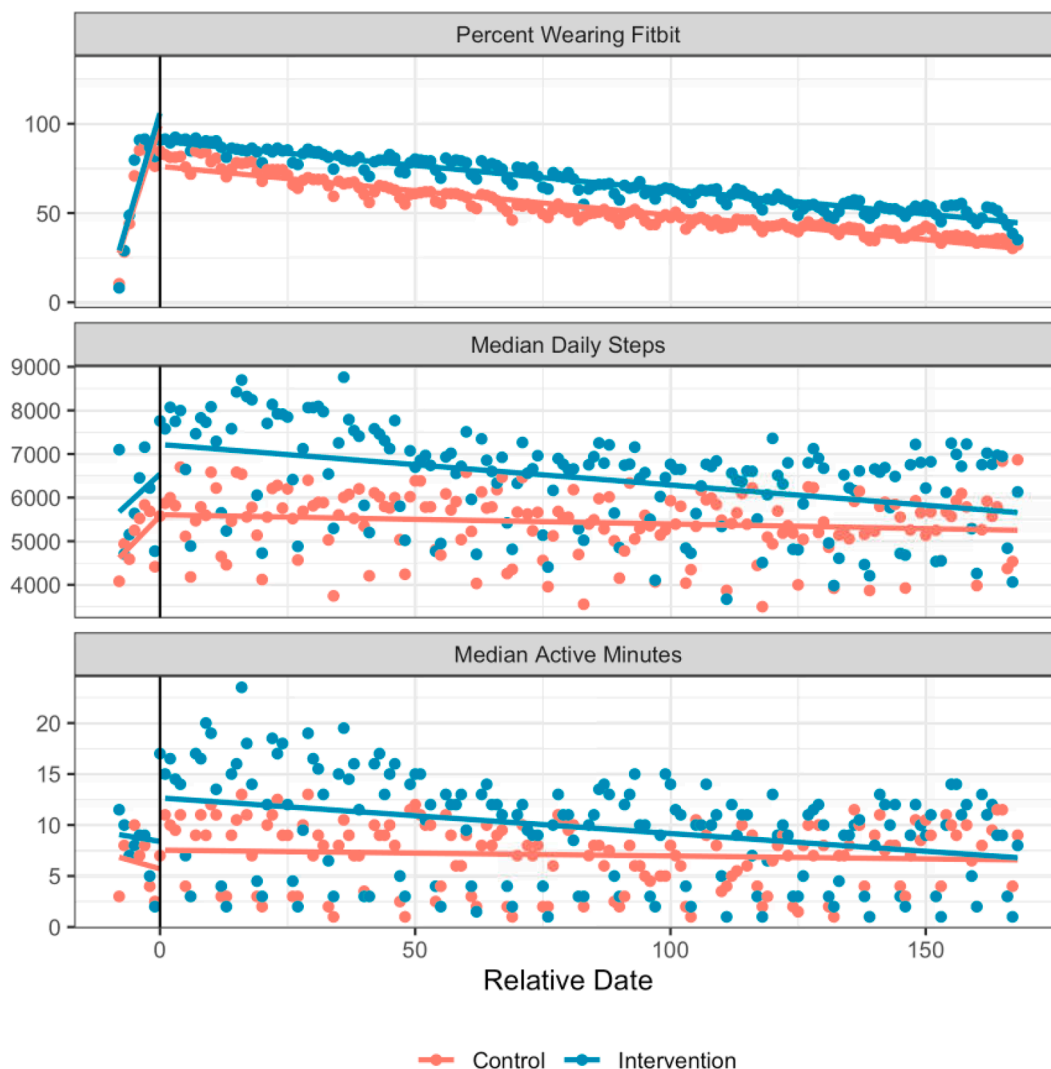 Percent Wearing Fitbit
100
50
0
Median Daily Steps
9000
8000
7000
6000
5000
4000
Median Active Minutes
20
15
10
5
0
0 50 100 150
Relative Date
Control Intervention